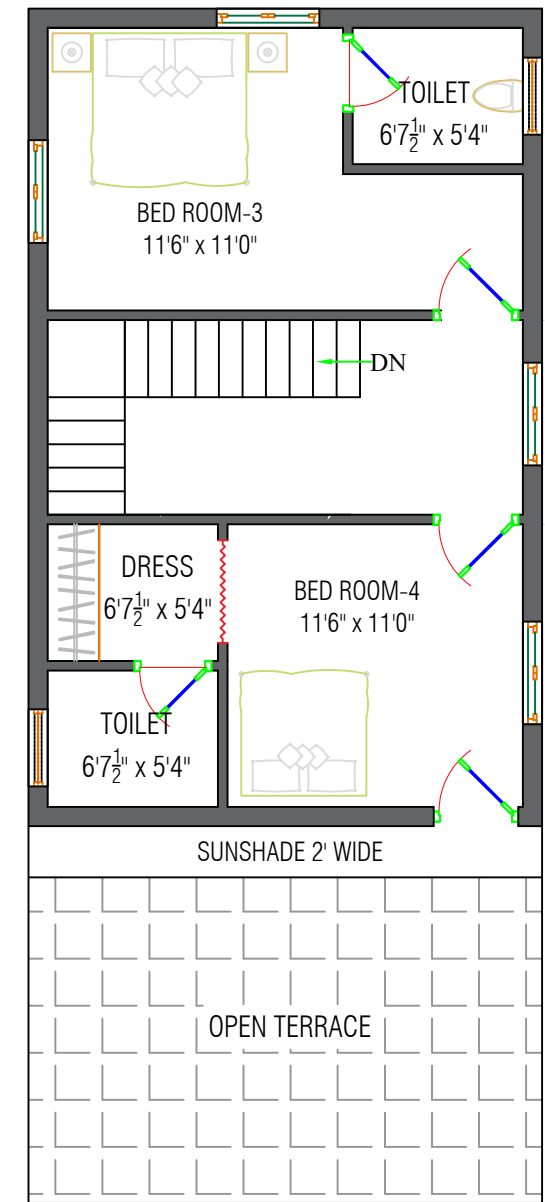 TOILET
6'7½" x 5'4"
BED ROOM-3
11'6" x 11'0"
DN
DRESS
6'7½" x 5'4"
BED ROOM-4
11'6" x 11'0"
TOILET
6'7½" x 5'4"
SUNSHADE 2' WIDE
OPEN TERRACE